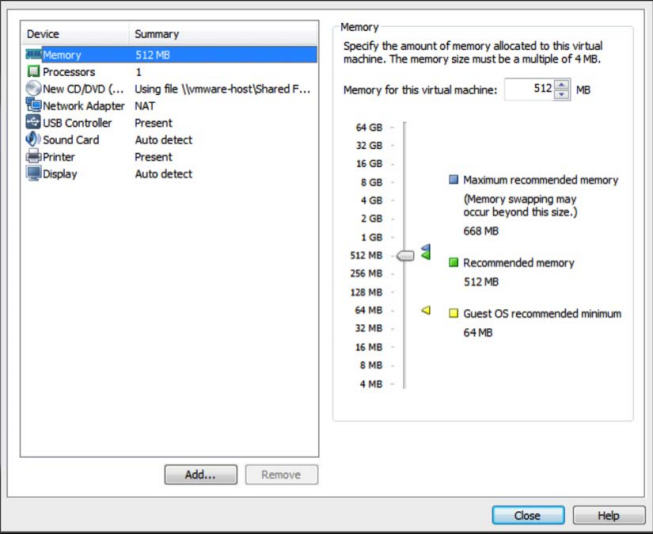 Device Summary
Memory 512 MB
Processors 1
New CD/DVD (... Using file \\vmware-host\Shared F...
Network Adapter NAT
USB Controller Present
Sound Card Auto detect
Printer Present
Display Auto detect
Add... Remove
Memory
Specify the amount of memory allocated to this virtual
machine. The memory size must be a multiple of 4 MB.
Memory for this virtual machine: 512 MB
64 GB
32 GB
16 GB
8 GB
4 GB
2 GB
1 GB
512 MB
256 MB
128 MB
64 MB
32 MB
16 MB
8 MB
4 MB
Maximum recommended memory
(Memory swapping may
occur beyond this size.)
668 MB
Recommended memory
512 MB
Guest OS recommended minimum
64 MB
Close Help